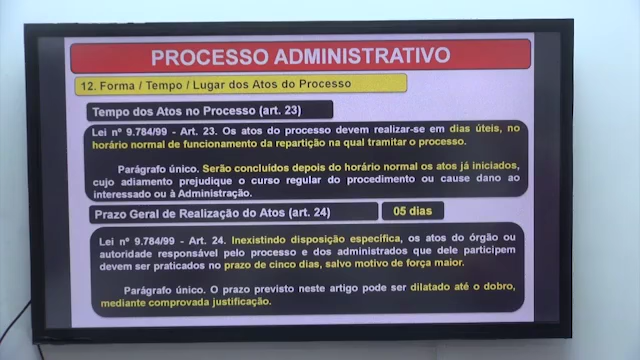 PROCESSO ADMINISTRATIVO
12. Forma / Tempo / Lugar dos Atos do Processo
Tempo dos Atos no Processo (art. 23)
Lei nº 9.784/99 - Art. 23. Os atos do processo devem realizar-se em dias úteis, no
horário normal de funcionamento da repartição na qual tramitar o processo.
Parágrafo único. Serão concluídos depois do horário normal os atos já iniciados,
cujo adiamento prejudique o curso regular do procedimento ou cause dano ao
interessado ou à Administração.
Prazo Geral de Realização do Atos (art. 24)
05 dias
Lei nº 9.784/99 - Art. 24. Inexistindo disposição específica, os atos do órgão ou
autoridade responsável pelo processo e dos administrados que dele participem
devem ser praticados no prazo de cinco dias, salvo motivo de força maior.
Parágrafo único. O prazo previsto neste artigo pode ser dilatado até o dobro,
mediante comprovada justificação.